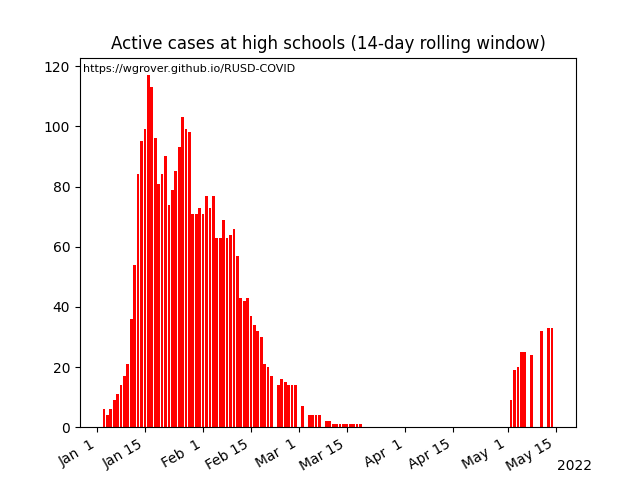 Active cases at high schools (14-day rolling window)
https://wgrover.github.io/RUSD-COVID
120
100
80
60
40
20
0
Jan 1
Jan 15
Feb 1
Feb 15
Mar 1
Mar 15
Apr 1
Apr 15
May 1
May 15
2022